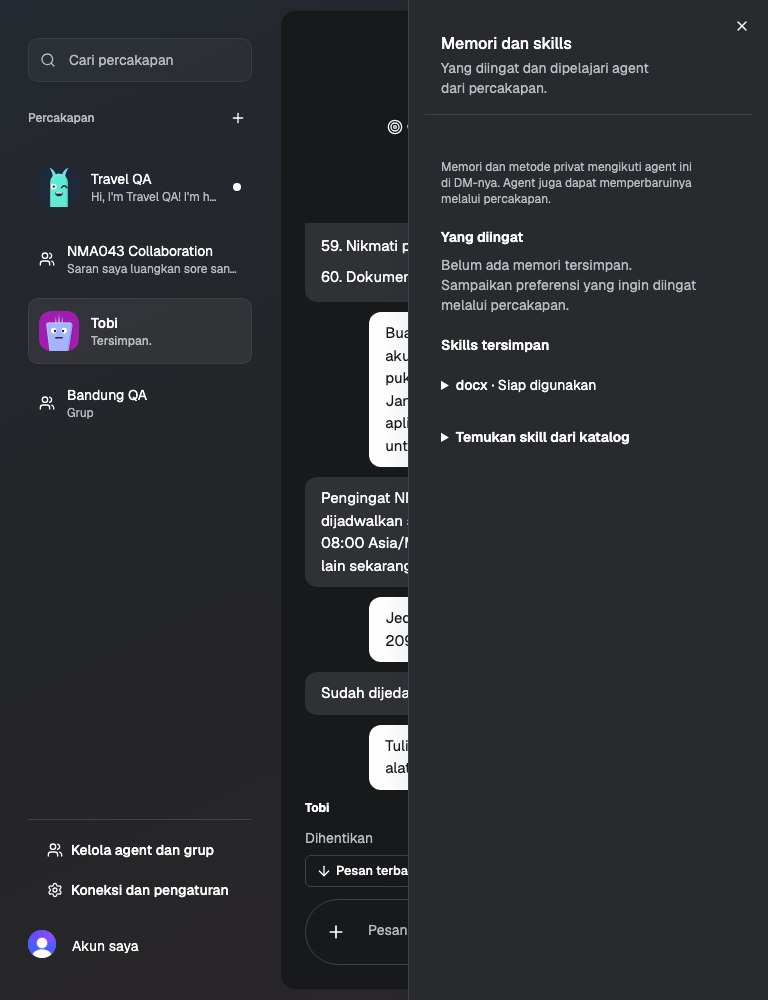 Cari percakapan
Percakapan
Travel QA
Hi, I'm Travel QA! I'm h...
NMA043 Collaboration
Saran saya luangkan sore san...
Tobi
Tersimpan.
Bandung QA
Grup
Kelola agent dan grup
Koneksi dan pengaturan
Akun saya
59. Nikmati
60. Dokumen
Bua
aku
puk
Jan
apli
unt
Pengingat
dijadwalkan
08:00 Asia/
lain sekarang
Jed
209
Sudah dijeda
Tuli
alat
Tobi
Dihentikan
Pesan terba
Pesan
Memori dan skills
Yang diingat dan dipelajari agent
dari percakapan.
Memori dan metode privat mengikuti agent ini
di DM-nya. Agent juga dapat memperbaruinya
melalui percakapan.
Yang diingat
Belum ada memori tersimpan.
Sampaikan preferensi yang ingin diingat
melalui percakapan.
Skills tersimpan
docx · Siap digunakan
Temukan skill dari katalog